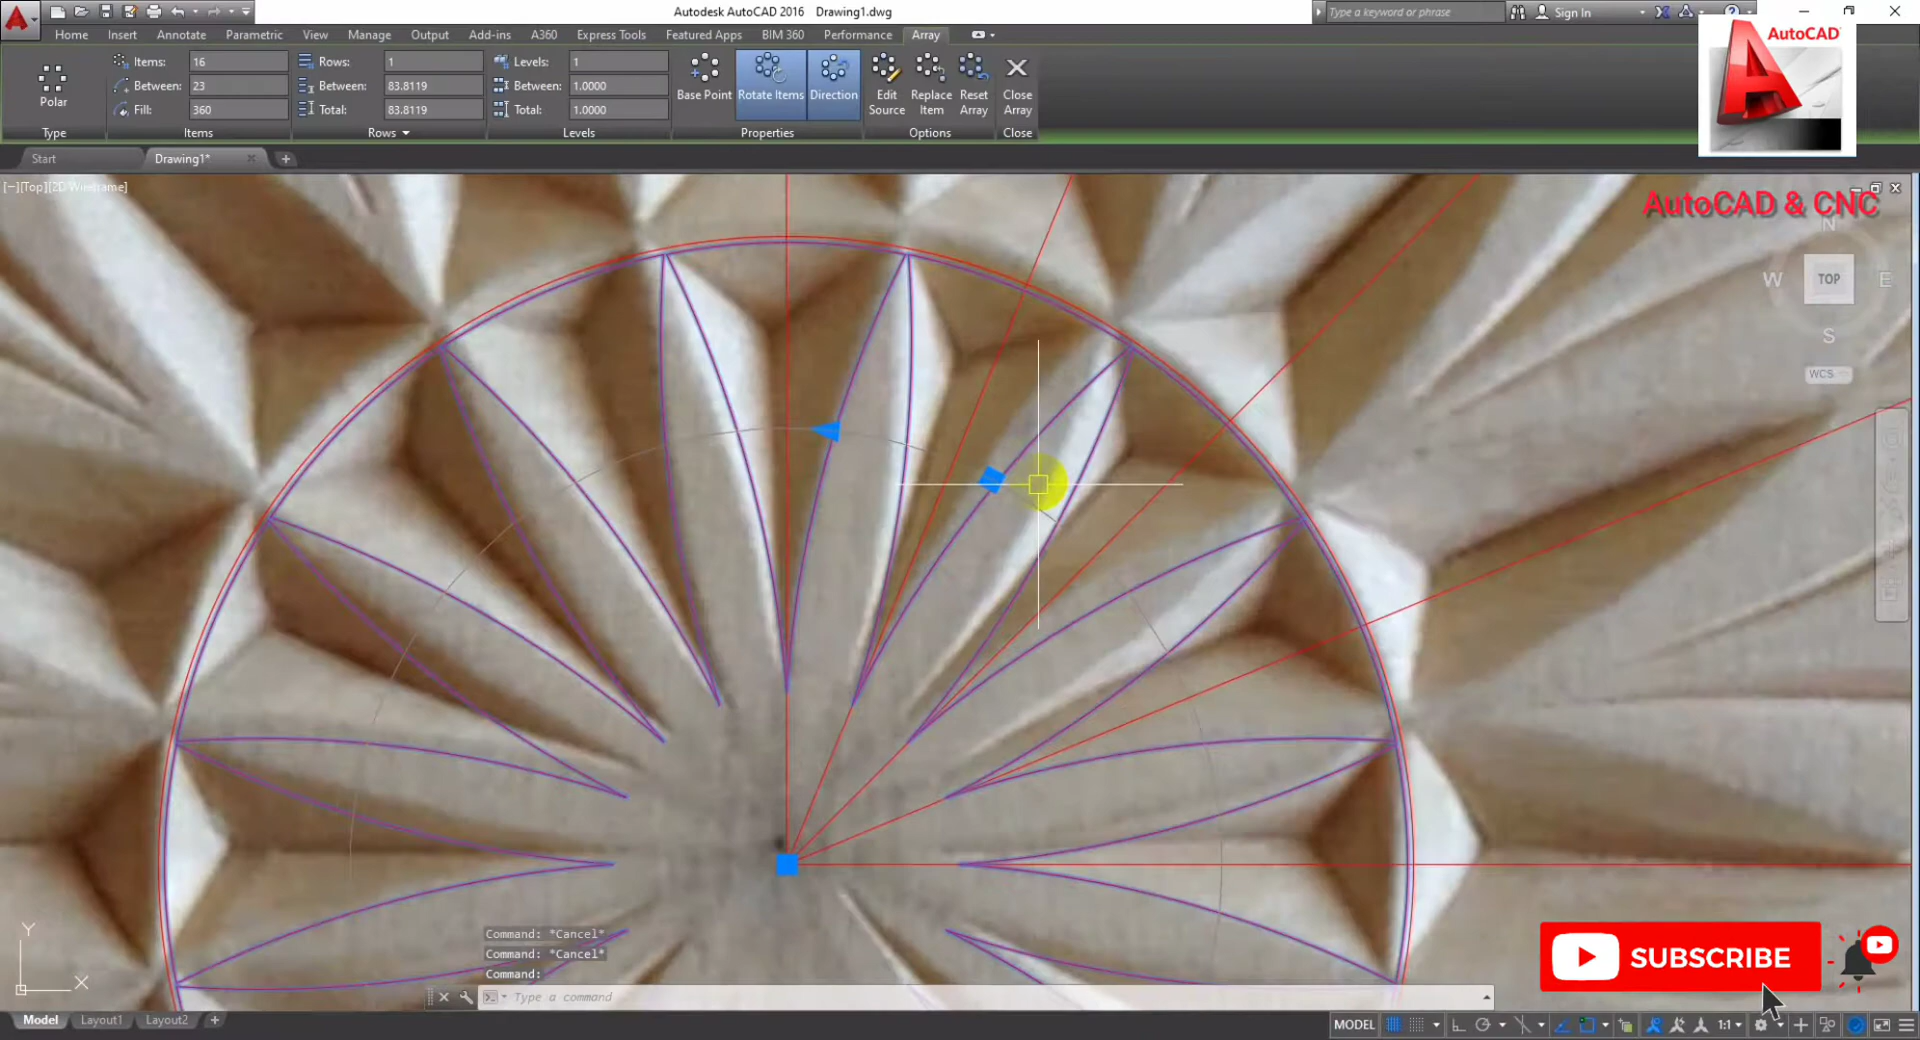 Autodesk AutoCAD 2016 Drawing1.dwg
Type a keyword or phrase
Sign In
Home Insert Annotate Parametric View Manage Output Add-ins A360 Express Tools Featured Apps BIM 360 Performance Array
Items: 16 Rows: 1 Levels: 1
Between: 23 Between: 83.8119 Between: 1.0000
Fill: 360 Total: 83.8119 Total: 1.0000
Polar
Base Point
Rotate Items
Direction
Edit Source
Replace Item
Reset Array
Close Array
Type Items Rows Levels Properties Options Close
AutoCAD
Start Drawing1*
[−][Top][2D Wireframe]
AutoCAD & CNC
N
W TOP E
S
WCS
Y
X
Command: *Cancel*
Command: *Cancel*
Command:
Type a command
SUBSCRIBE
Model Layout1 Layout2
MODEL 1:1